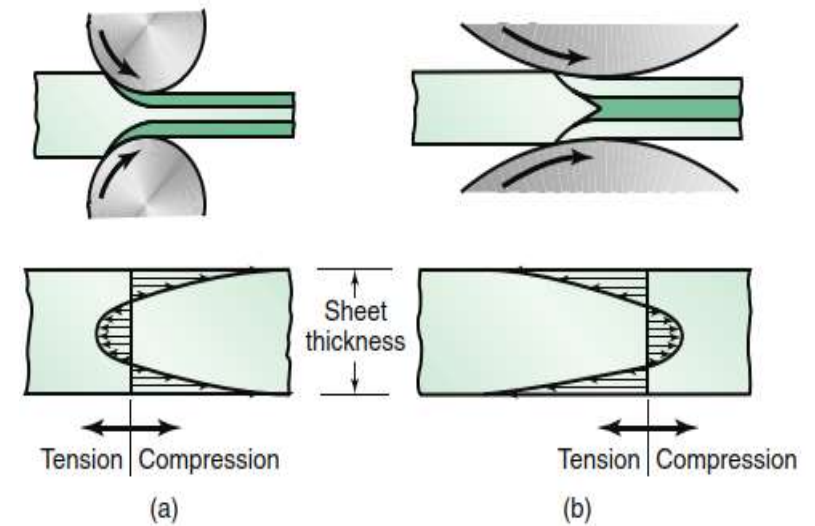 Sheet
thickness
Tension Compression
Tension Compression
(a)
(b)